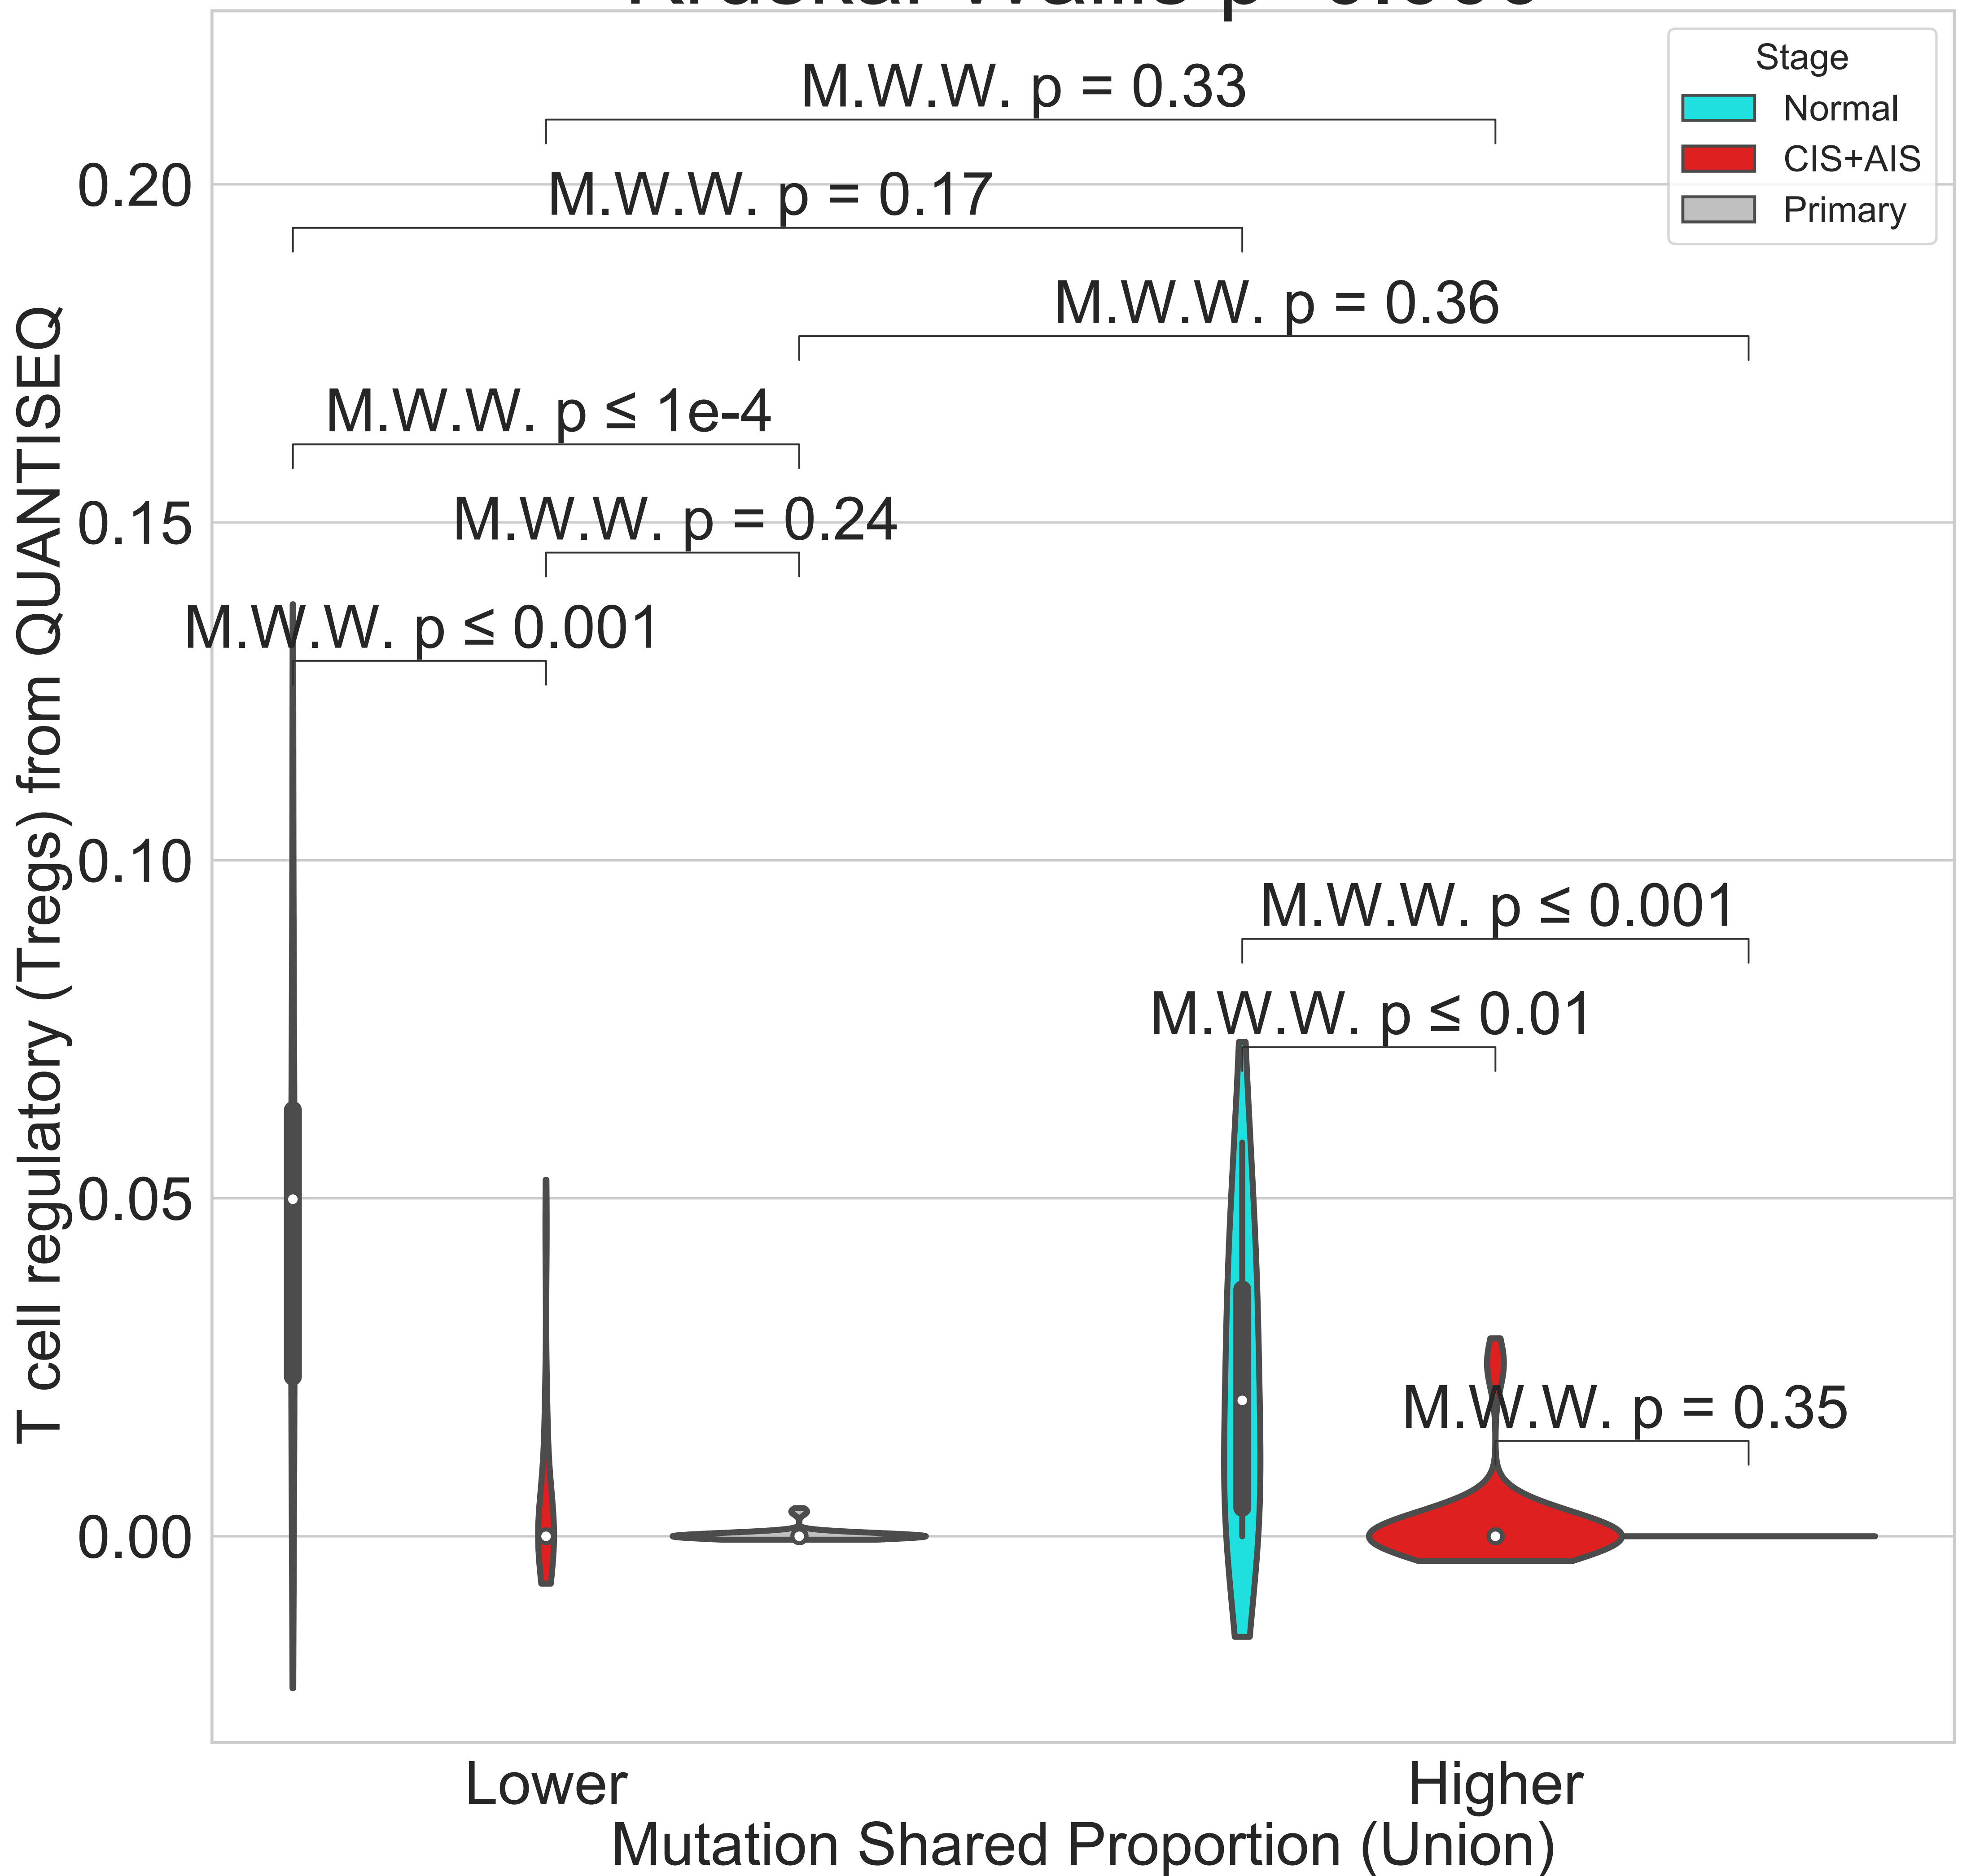 M.W.W. p = 0.33
Stage
Normal
CIS+AIS
Primary
0.20
M.W.W. p = 0.17
M.W.W. p = 0.36
M.W.W. p ≤ 1e-4
0.15
M.W.W. p = 0.24
M.W.W. p ≤ 0.001
T cell regulatory (Tregs) from QUANTISEQ
0.10
M.W.W. p ≤ 0.001
M.W.W. p ≤ 0.01
0.05
M.W.W. p = 0.35
0.00
Lower
Higher
Mutation Shared Proportion (Union)